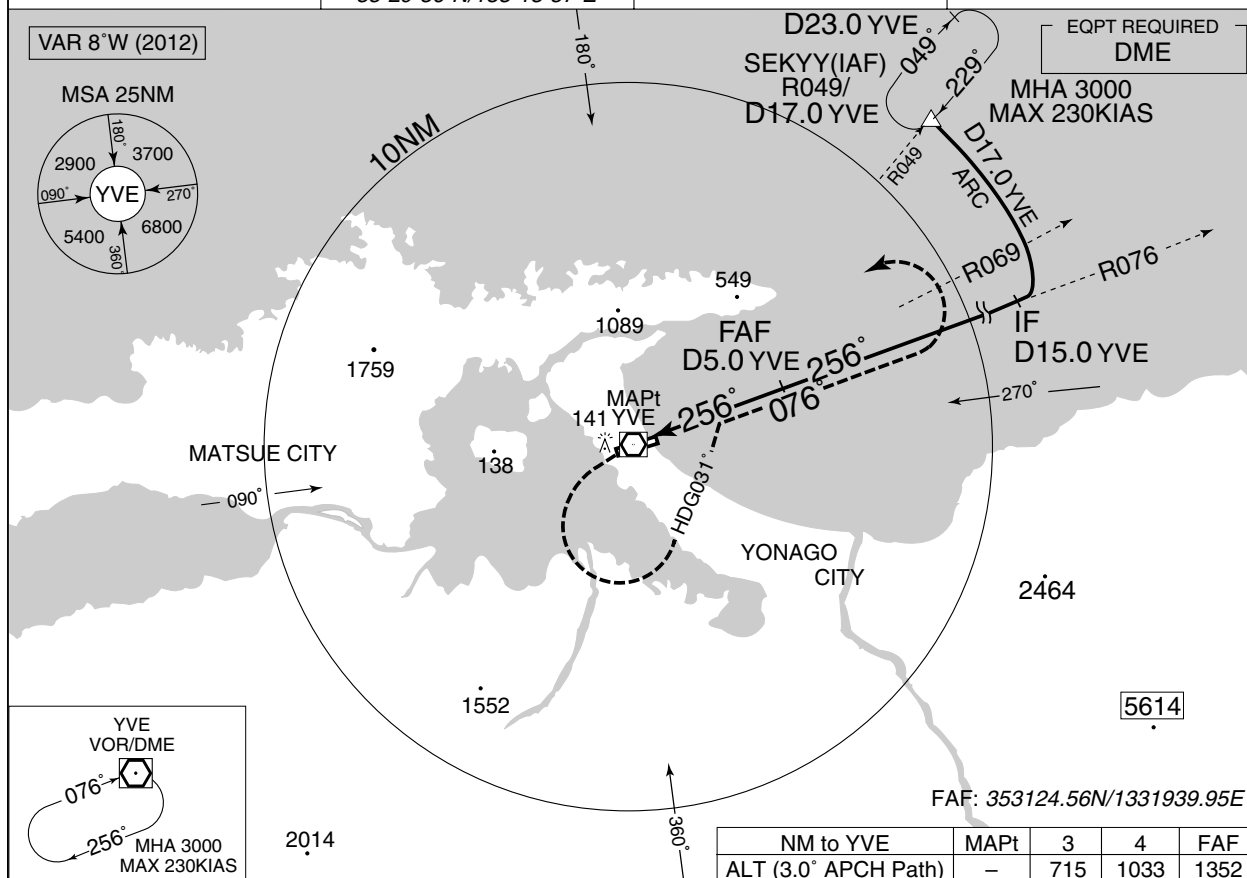 VAR 8°W (2012)
MSA 25NM
180°
2900
3700
090°
YVE
270°
5400
6800
360°
10NM
180°
D23.0 YVE
SEKYY(IAF)
R049/
D17.0 YVE
049°
229°
EQPT REQUIRED
DME
MHA 3000
MAX 230KIAS
R049
D17.0 YVE
ARC
R069
R076
549
1089
1759
FAF
D5.0 YVE
256°
IF
D15.0 YVE
MAPt
141 YVE
256°
076°
270°
MATSUE CITY
138
090°
HDG031°
YONAGO
CITY
2464
1552
5614
YVE
VOR/DME
076°
256°
MHA 3000
MAX 230KIAS
2014
360°
FAF: 353124.56N/1331939.95E
NM to YVE MAPt 3 4 FAF
ALT (3.0° APCH Path) – 715 1033 1352